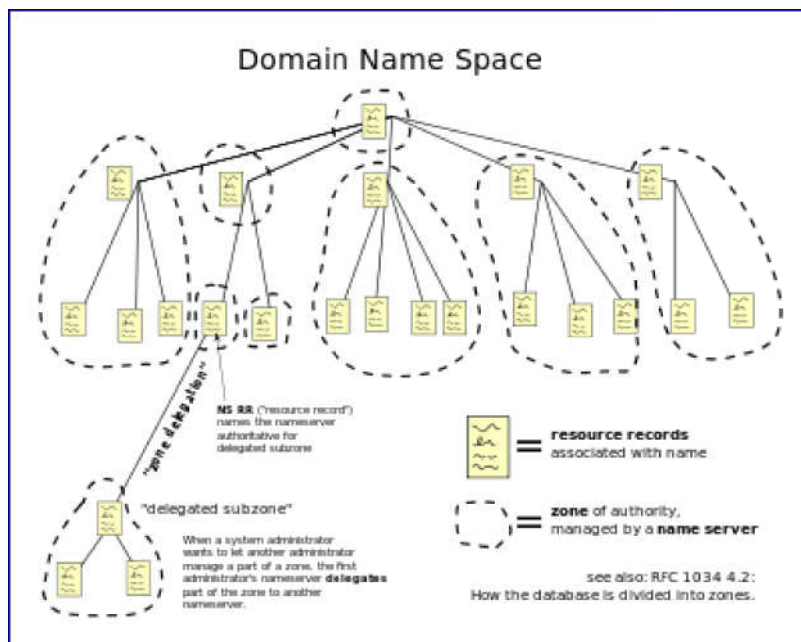 Domain Name Space
"zone delegation"
NS RR ("resource record")
names the nameserver
authoritative for
delegated subzone
resource records
associated with name
"delegated subzone"
When a system administrator
wants to let another administrator
manage a part of a zone, the first
administrator's nameserver delegates
part of the zone to another
nameserver.
zone of authority,
managed by a name server
see also: RFC 1034 4.2:
How the database is divided into zones.